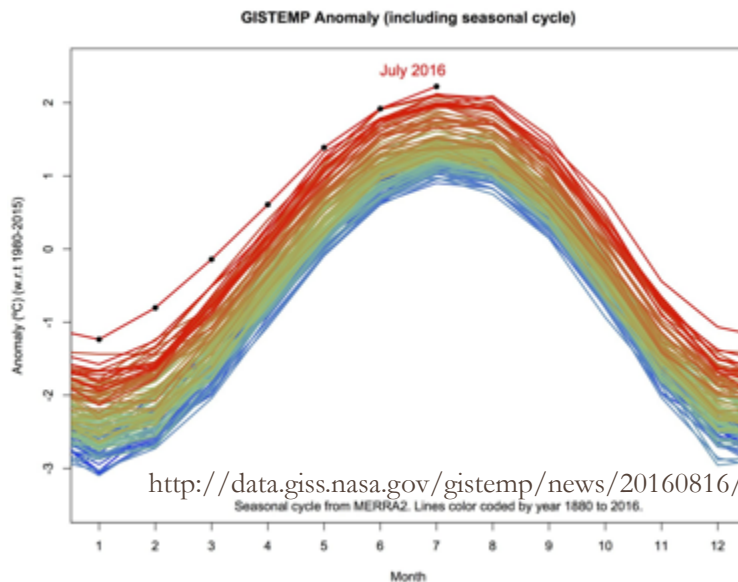 GISTEMP Anomaly (including seasonal cycle)
July 2016
2
1
0
-1
-2
-3
Anomaly (ºC) (w.r.t 1980-2015)
http://data.giss.nasa.gov/gistemp/news/20160816/
Seasonal cycle from MERRA2. Lines color coded by year 1880 to 2016.
1 2 3 4 5 6 7 8 9 10 11 12
Month